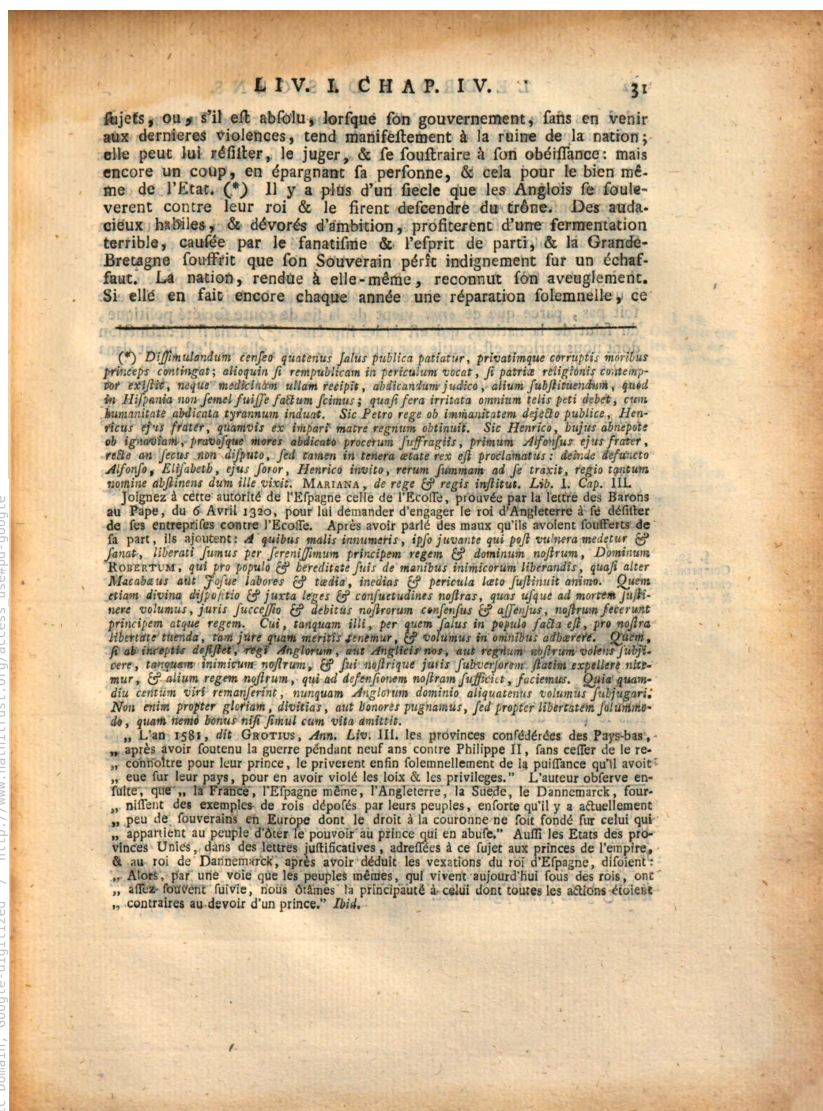 LIV. I. CHAP. IV. 31
ſujets, ou, s'il eſt abſolu, lorſque ſon gouvernement, ſans en venir
aux dernieres violences, tend manifeſtement à la ruine de la nation;
elle peut lui réſiſter, le juger, & ſe ſouſtraire à ſon obéiſſance: mais
encore un coup, en épargnant ſa perſonne, & cela pour le bien mê-
me de l'Etat. (*) Il y a plus d'un ſiecle que les Anglois ſe ſoule-
verent contre leur roi & le firent deſcendre du trône. Des auda-
cieux habiles, & dévorés d'ambition, profiterent d'une fermentation
terrible, cauſée par le fanatiſme & l'eſprit de parti, & la Grande-
Bretagne ſouffrit que ſon Souverain pérît indignement ſur un échaf-
faut. La nation, rendue à elle-même, reconnut ſon aveuglement.
Si elle en fait encore chaque année une réparation ſolemnelle, ce
(*) Diſſimulandum cenſeo quatenus ſalus publica patiatur, privatimque corruptis moribus
princeps contingat; alioquin ſi rempublicam in periculum vocat, ſi patriæ religionis contemp-
tor exiſtit, neque medicinam ullam recipit, abdicandum judico, alium ſubſtituendum, quod
in Hiſpania non ſemel fuiſſe factum ſcimus; quaſi fera irritata omnium telis peti debet, cum
humanitate abdicata tyrannum induat. Sic Petro rege ob immanitatem dejecto publice, Hen-
ricus ejus frater, quamvis ex impari matre regnum obtinuit. Sic Henrico, hujus abnepote
ob ignaviam, pravoſque mores abdicato procerum ſuffragiis, primum Alfonſus ejus frater,
recte an ſecus non diſputo, ſed tamen in tenera ætate rex eſt proclamatus: deinde defuncto
Alfonſo, Eliſabeth, ejus ſoror, Henrico invito, rerum ſummam ad ſe traxit, regio tantum
nomine abſtinens dum ille vixit. MARIANA, de rege & regis inſtitut. Lib. I. Cap. III.
Joignez à cette autorité de l'Eſpagne celle de l'Ecoſſe, prouvée par la lettre des Barons
au Pape, du 6 Avril 1320, pour lui demander d'engager le roi d'Angleterre à ſe déſiſter
de ſes entrepriſes contre l'Ecoſſe. Après avoir parlé des maux qu'ils avoient ſoufferts de
ſa part, ils ajoutent: A quibus malis innumeris, ipſo juvante qui poſt vulnera medetur &
ſanat, liberati ſumus per ſereniſſimum principem regem & dominum noſtrum, Dominum
ROBERTUM, qui pro populo & hereditate ſuis de manibus inimicorum liberandis, quaſi alter
Macabæus aut Joſue labores & tædia, inedias & pericula læto ſuſtinuit animo. Quem
etiam divina diſpoſitio & juxta leges & conſuetudines noſtras, quas uſque ad mortem ſuſti-
nere volumus, juris ſucceſſio & debitus noſtrorum conſenſus & aſſenſus, noſtrum fecerunt
principem atque regem. Cui, tanquam illi, per quem ſalus in populo facta eſt, pro noſtra
libertate tuenda, tam jure quam meritis tenemur, & volumus in omnibus adhærere. Quem,
ſi ab inceptis deſiſtet, regi Anglorum, aut Anglicis nos, aut regnum noſtrum volens ſubji-
cere, tanquam inimicum noſtrum, & ſui noſtrique juris ſubverſorem ſtatim expellere nite-
mur, & alium regem noſtrum, qui ad defenſionem noſtram ſufficiet, faciemus. Quia quam-
diu centum viri remanſerint, nunquam Anglorum dominio aliquatenus volumus ſubjugari.
Non enim propter gloriam, divitias, aut honores pugnamus, ſed propter libertatem ſolummo-
do, quam nemo bonus niſi ſimul cum vita amittit.
„ L'an 1581, dit GROTIUS, Ann. Liv. III. les provinces confédérées des Pays-bas,
„ après avoir ſoutenu la guerre pendant neuf ans contre Philippe II, ſans ceſſer de le re-
„ connoître pour leur prince, le priverent enfin ſolemnellement de la puiſſance qu'il avoit
„ eue ſur leur pays, pour en avoir violé les loix & les privileges." L'auteur obſerve en-
ſuite, que „ la France, l'Eſpagne même, l'Angleterre, la Suede, le Dannemarck, four-
„ niſſent des exemples de rois dépoſés par leurs peuples, enſorte qu'il y a actuellement
„ peu de ſouverains en Europe dont le droit à la couronne ne ſoit fondé ſur celui qui
„ appartient au peuple d'ôter le pouvoir au prince qui en abuſe." Auſſi les Etats des pro-
vinces Unies, dans des lettres juſtificatives, adreſſées à ce ſujet aux princes de l'empire,
& au roi de Dannemarck, après avoir déduit les vexations du roi d'Eſpagne, diſoient:
„ Alors, par une voie que les peuples mêmes, qui vivent aujourd'hui ſous des rois, ont
„ aſſez ſouvent ſuivie, nous ôtâmes la principauté à celui dont toutes les actions étoient
„ contraires au devoir d'un prince." Ibid.